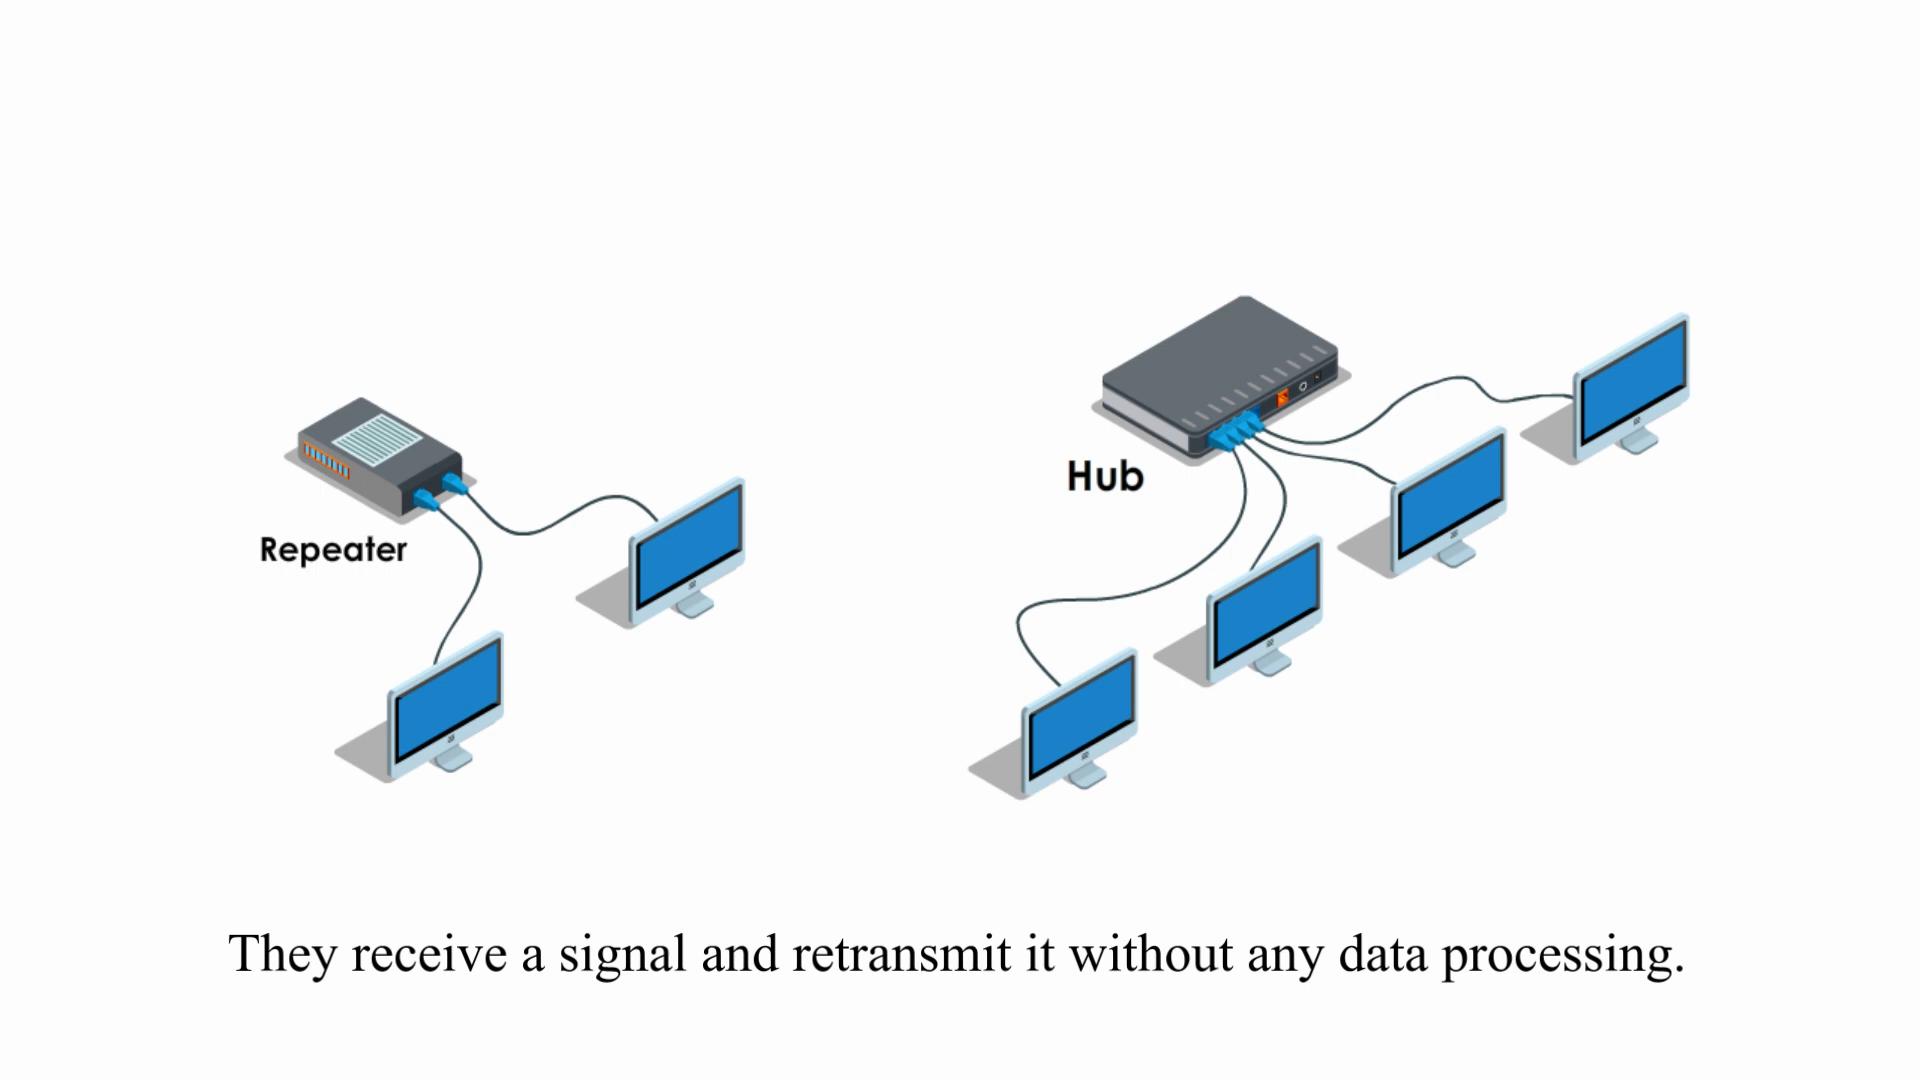 Hub
Repeater
They receive a signal and retransmit it without any data processing.